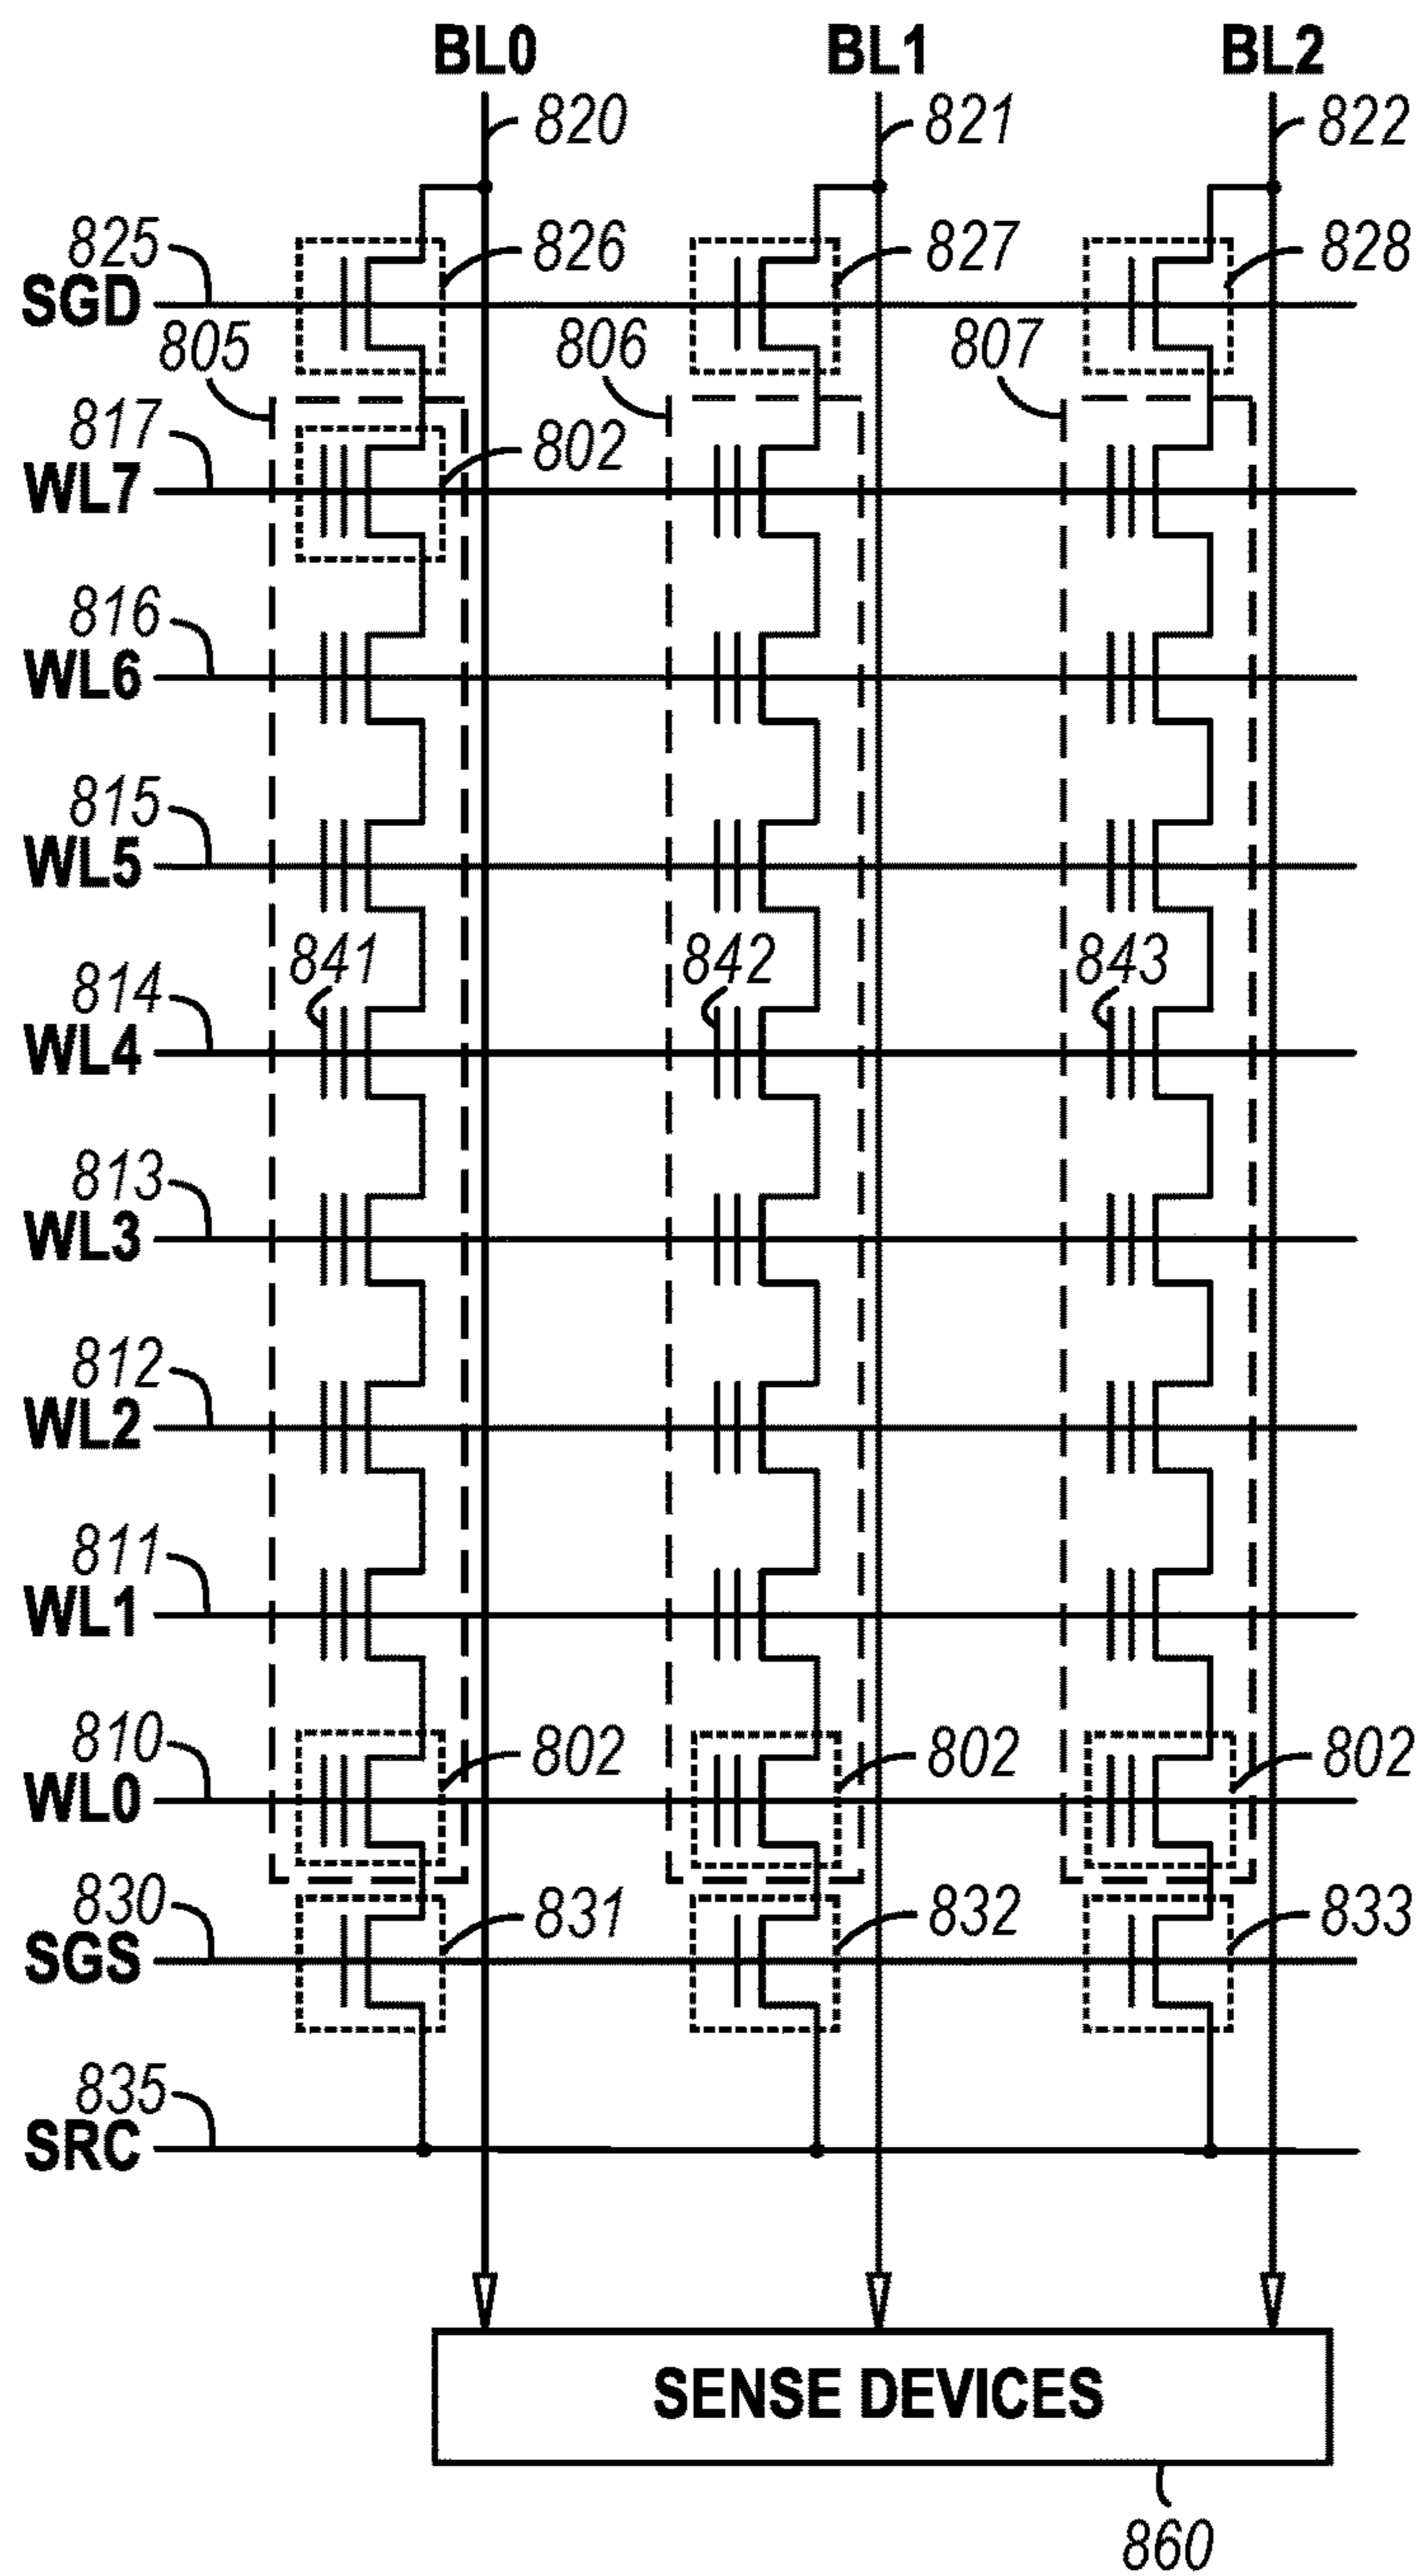 BL0 BL1 BL2
820 821 822
825 826 827 828
SGD
805 806 807
817 802
WL7
816
WL6
815
WL5
841 842 843
814
WL4
813
WL3
812
WL2
811
WL1
810 802 802 802
WL0
830 831 832 833
SGS
835
SRC
SENSE DEVICES
860